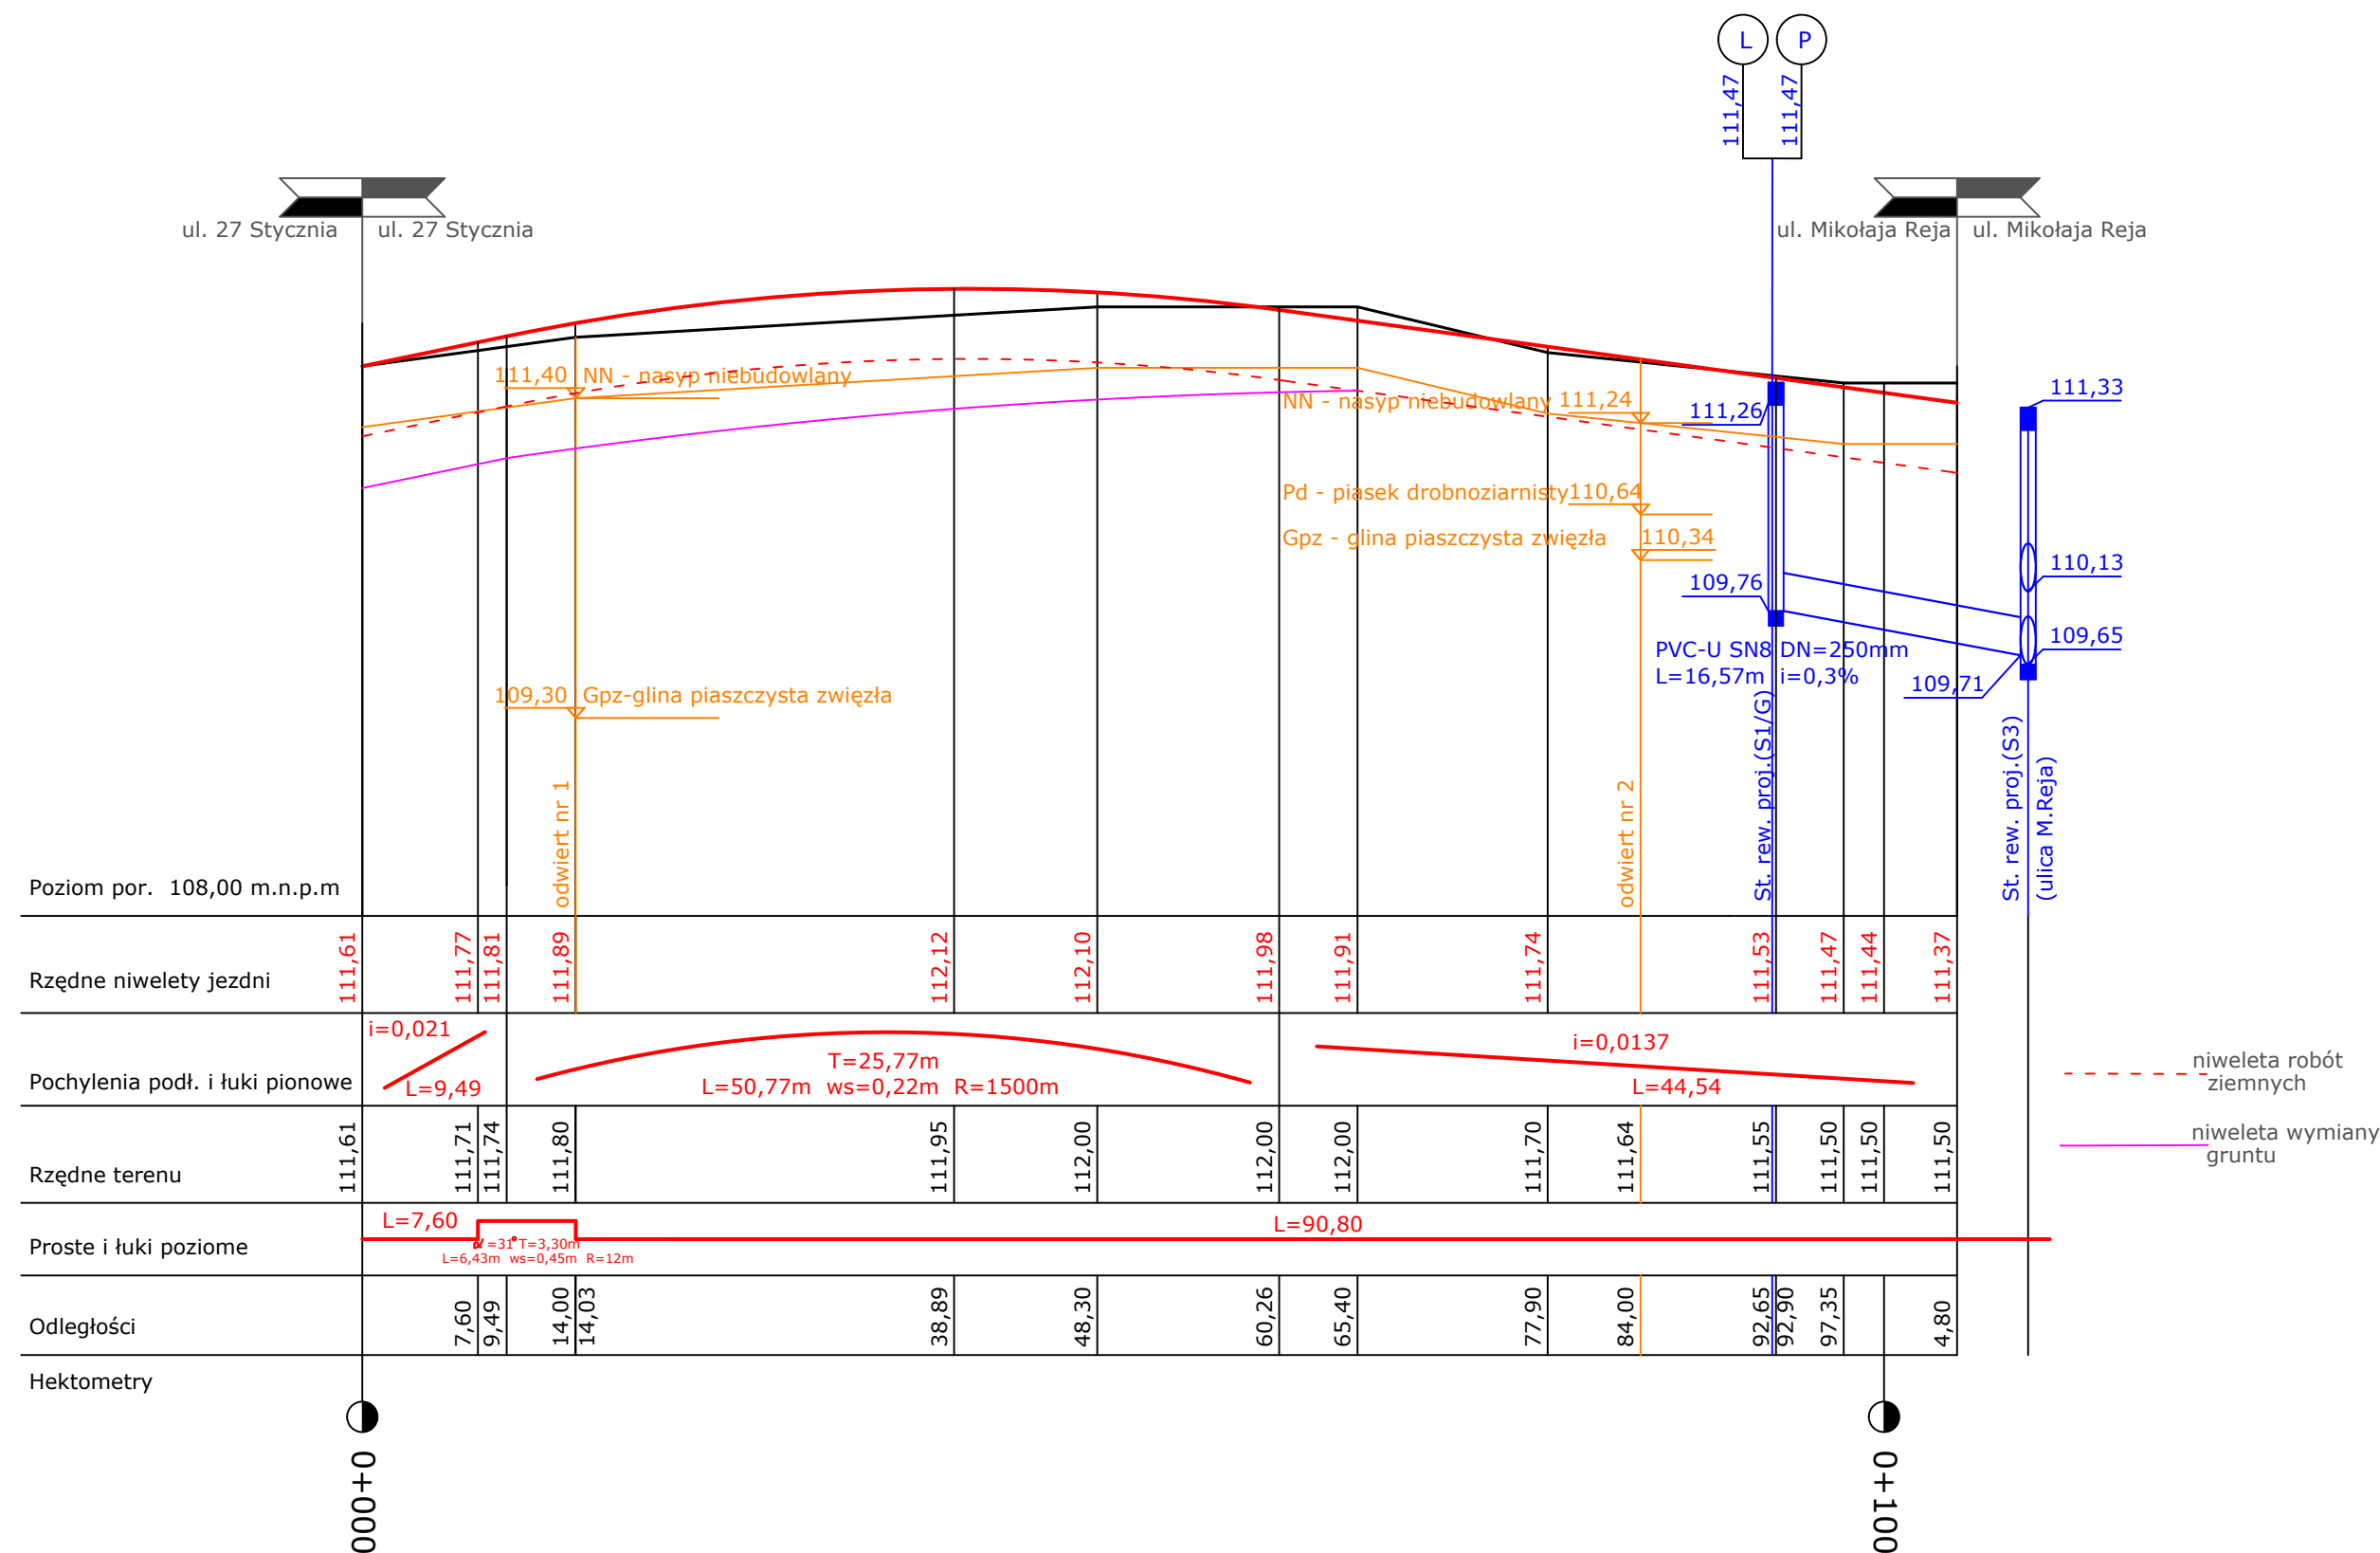 L
P
111,47
111,47
ul. 27 Stycznia
ul. 27 Stycznia
ul. Mikołaja Reja
ul. Mikołaja Reja
111,40
NN - nasyp niebudowlany
NN - nasyp niebudowlany
111,24
111,26
111,33
Pd - piasek drobnoziarnisty
110,64
Gpz - glina piaszczysta zwięzła
110,34
109,76
110,13
109,65
PVC-U SN8 DN=250mm
L=16,57m i=0,3%
109,71
109,30
Gpz-glina piaszczysta zwięzła
odwiert nr 1
odwiert nr 2
St. rew. proj.(S1/G)
St. rew. proj.(S3)
(ulica M.Reja)
Poziom por. 108,00 m.n.p.m
Rzędne niwelety jezdni
111,61
111,77
111,81
111,89
112,12
112,10
111,98
111,91
111,74
111,53
111,47
111,44
111,37
Pochylenia podł. i łuki pionowe
i=0,021
L=9,49
T=25,77m
L=50,77m ws=0,22m R=1500m
i=0,0137
L=44,54
niweleta robót
ziemnych
niweleta wymiany
gruntu
Rzędne terenu
111,61
111,71
111,74
111,80
111,95
112,00
112,00
112,00
111,70
111,64
111,55
111,50
111,50
111,50
Proste i łuki poziome
L=7,60
α=31° T=3,30m
L=6,43m ws=0,45m R=12m
L=90,80
Odległości
7,60
9,49
14,00
14,03
38,89
48,30
60,26
65,40
77,90
84,00
92,65
92,90
97,35
4,80
Hektometry
0+000
0+100